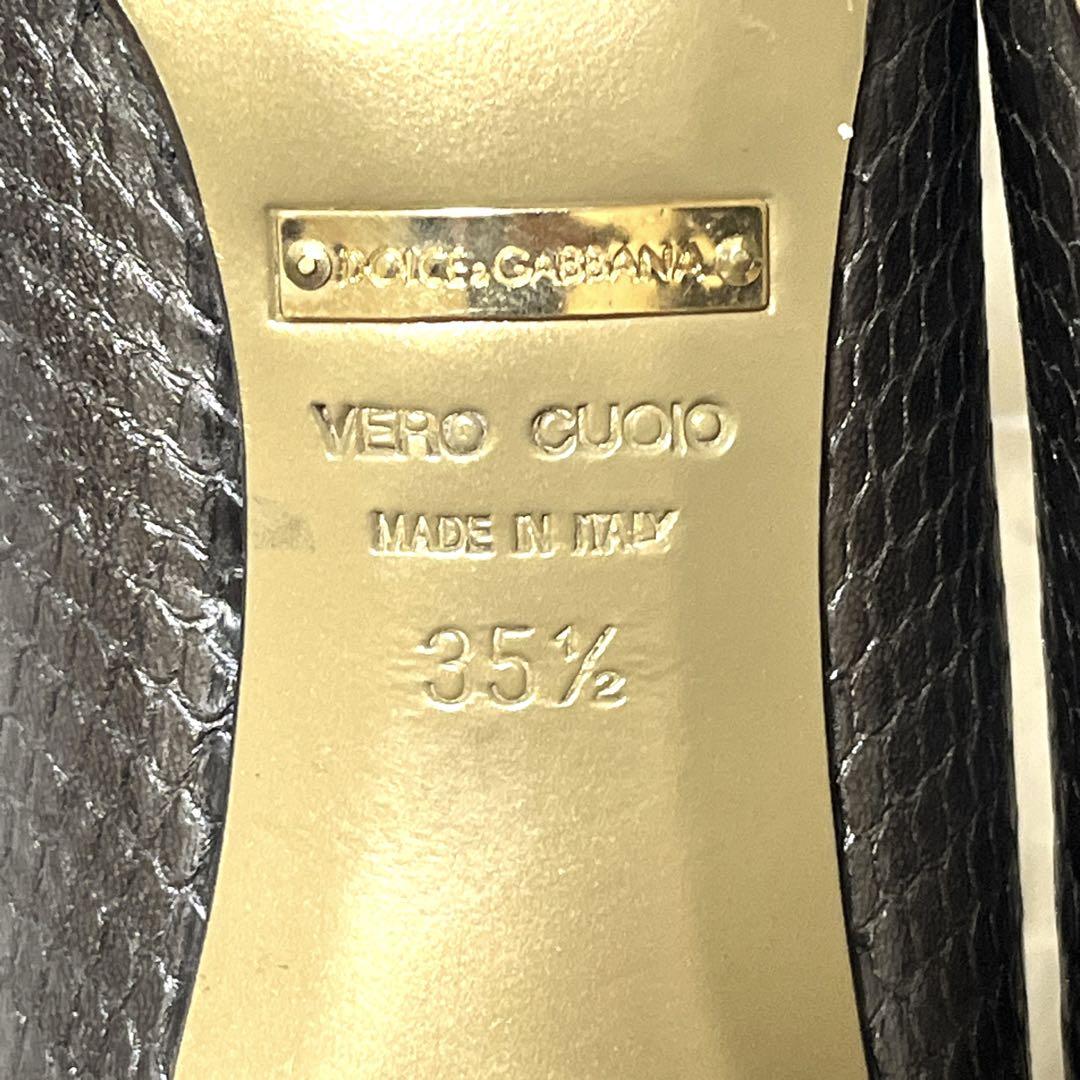 DOLCE&GABBANA
VERO CUOIO
MADE IN ITALY
35½